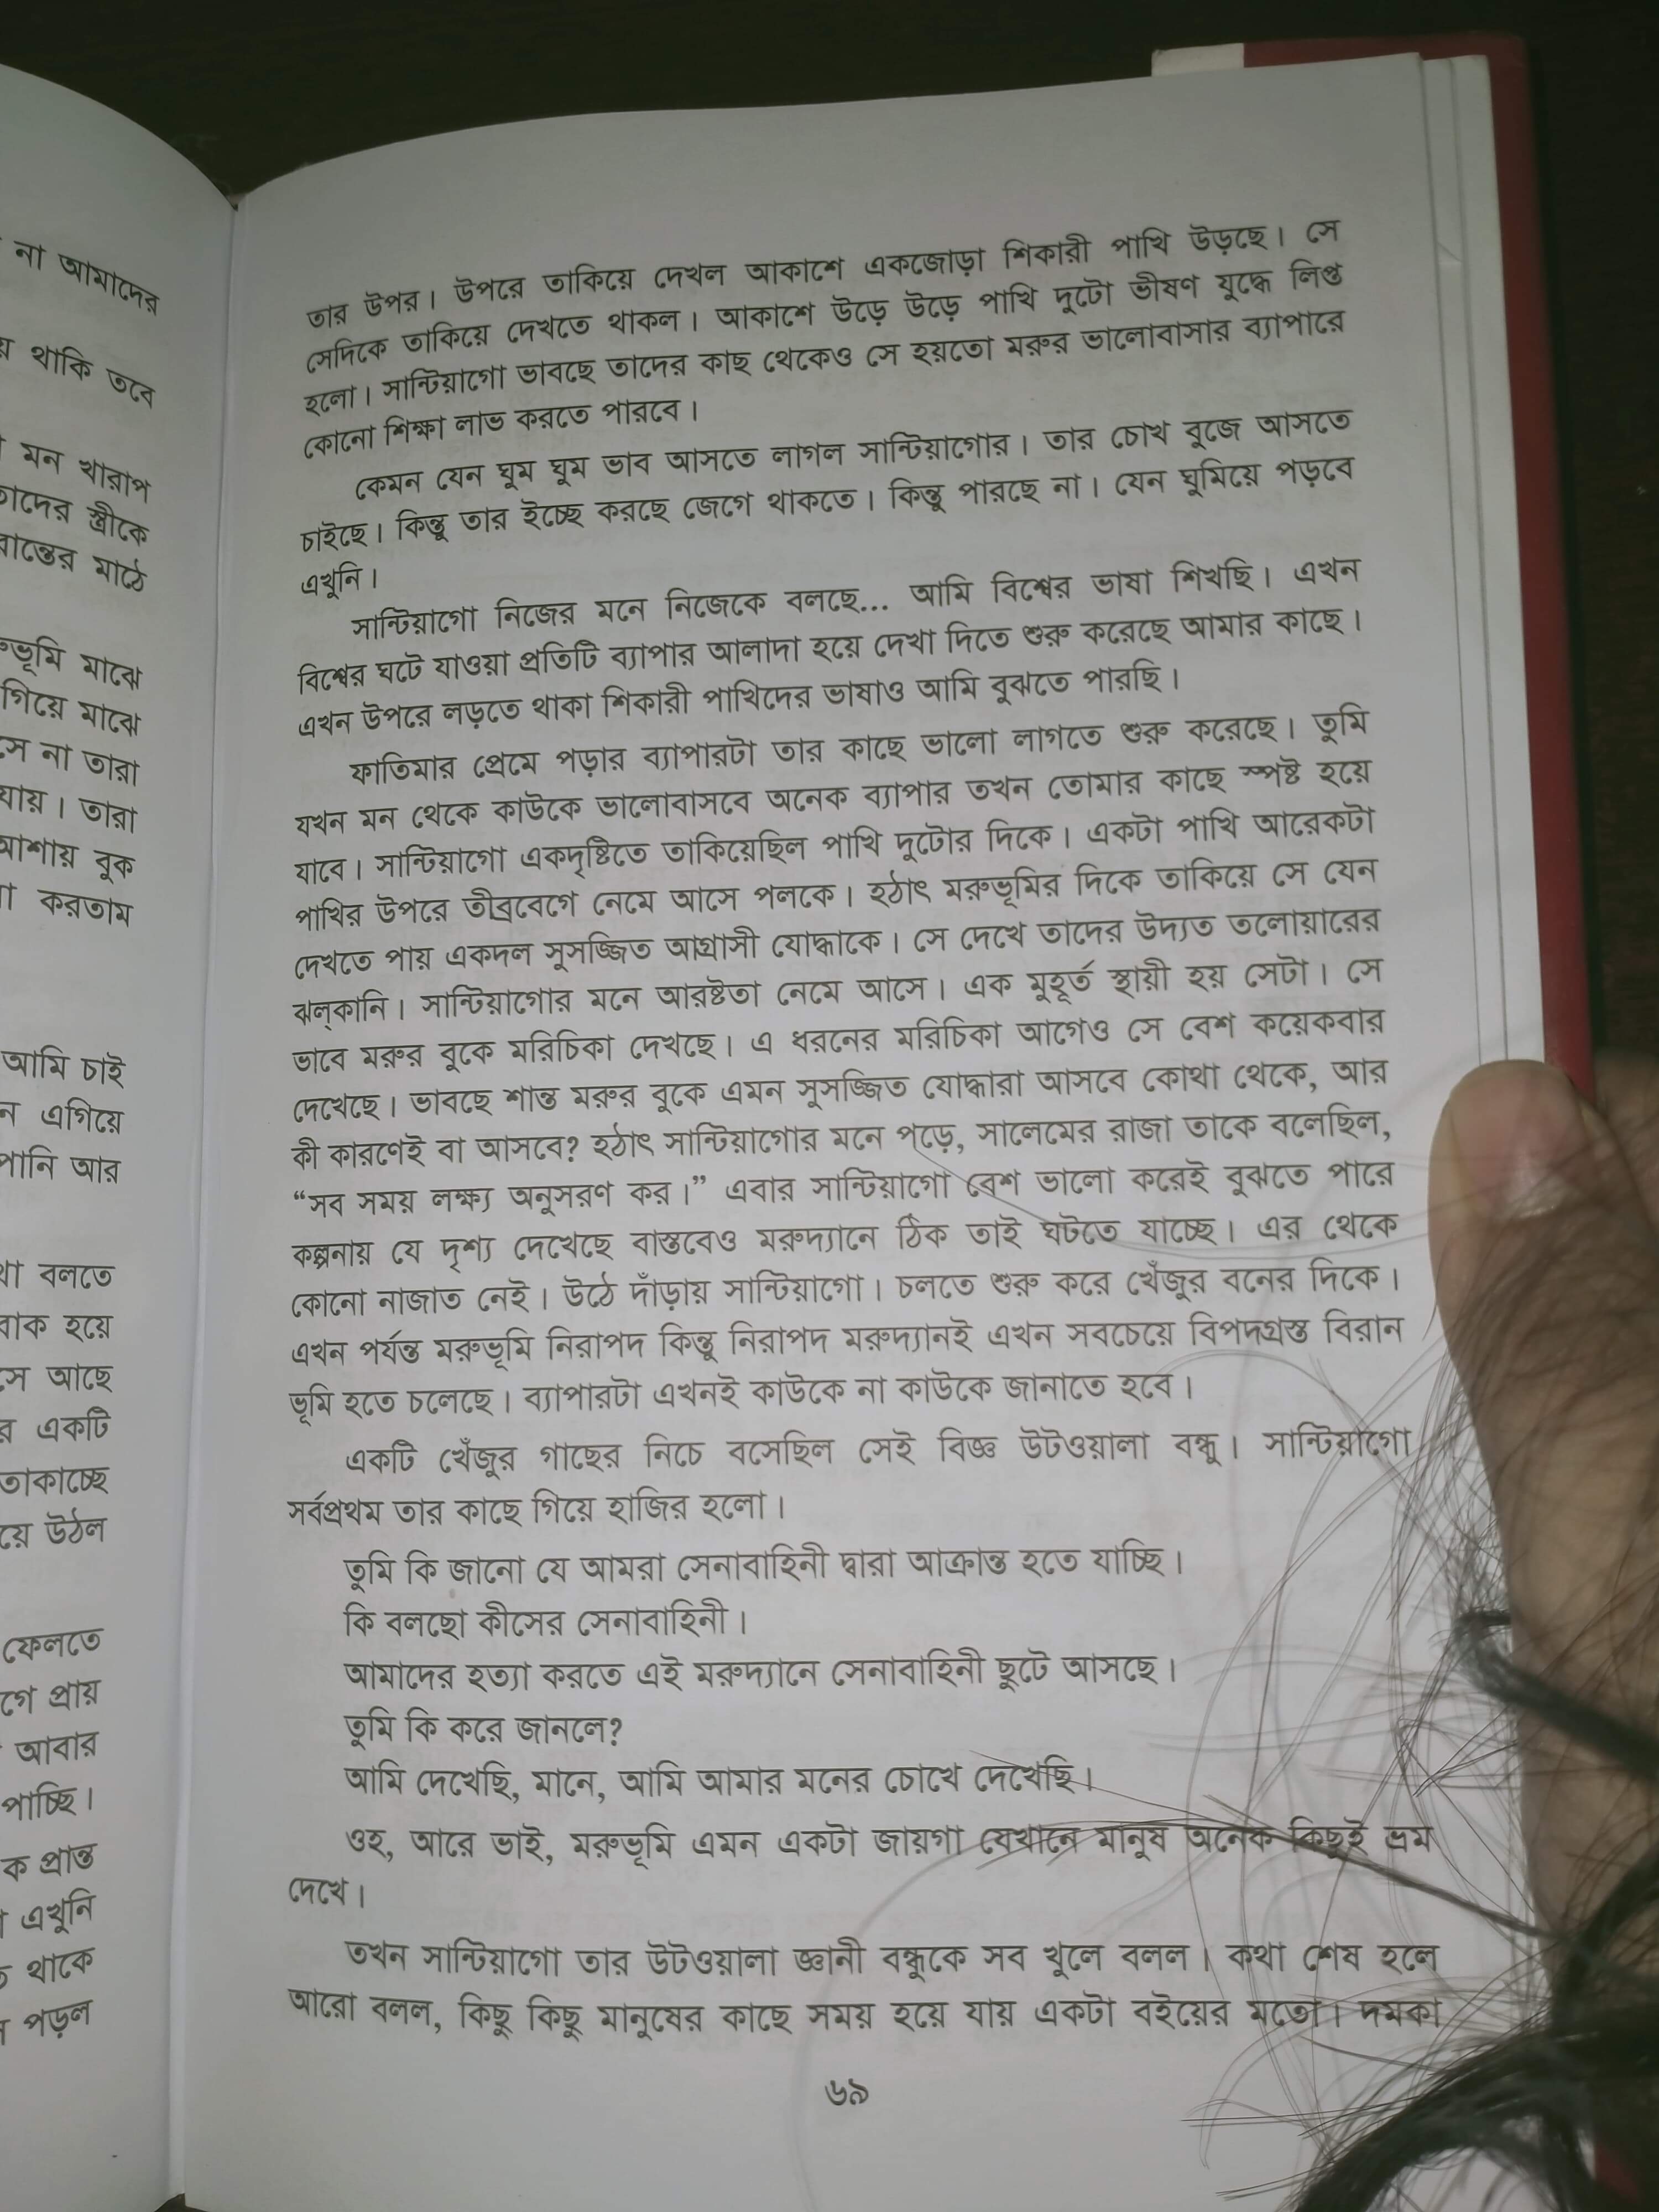 না আমাদের
থাকি তবে
মন খারাপ
স্ত্রীকে
মাঠে
মাঝে
গিয়ে মাঝে
না তারা
যায়। তারা
বুক
করতাম
আমি চাই
এগিয়ে
আর
বলতে
হয়ে
আছে
একটি
তাকাচ্ছে
উঠল
ফেলতে
প্রায়
আবার
পাচ্ছি।
প্রান্ত
এখুনি
থাকে
পড়ল
তার উপর। উপরে তাকিয়ে দেখল আকাশে একজোড়া শিকারী পাখি উড়ছে। সে
সেদিকে তাকিয়ে দেখতে থাকল। আকাশে উড়ে উড়ে পাখি দুটো ভীষণ যুদ্ধে লিপ্ত
হলো। সান্টিয়াগো ভাবছে তাদের কাছ থেকেও সে হয়তো মরুর ভালোবাসার ব্যাপারে
কোনো শিক্ষা লাভ করতে পারবে।
কেমন যেন ঘুম ঘুম ভাব আসতে লাগল সান্টিয়াগোর। তার চোখ বুজে আসতে
চাইছে। কিন্তু তার ইচ্ছে করছে জেগে থাকতে। কিন্তু পারছে না। যেন ঘুমিয়ে পড়বে
এখুনি।
সান্টিয়াগো নিজের মনে নিজেকে বলছে... আমি বিশ্বের ভাষা শিখছি। এখন
বিশ্বের ঘটে যাওয়া প্রতিটি ব্যাপার আলাদা হয়ে দেখা দিতে শুরু করেছে আমার কাছে।
এখন উপরে লড়তে থাকা শিকারী পাখিদের ভাষাও আমি বুঝতে পারছি।
ফাতিমার প্রেমে পড়ার ব্যাপারটা তার কাছে ভালো লাগতে শুরু করেছে। তুমি
যখন মন থেকে কাউকে ভালোবাসবে অনেক ব্যাপার তখন তোমার কাছে স্পষ্ট হয়ে
যাবে। সান্টিয়াগো একদৃষ্টিতে তাকিয়েছিল পাখি দুটোর দিকে। একটা পাখি আরেকটা
পাখির উপরে তীব্রবেগে নেমে আসে পলকে। হঠাৎ মরুভূমির দিকে তাকিয়ে সে যেন
দেখতে পায় একদল সুসজ্জিত আগ্রাসী যোদ্ধাকে। সে দেখে তাদের উদ্যত তলোয়ারের
ঝল্‌কানি। সান্টিয়াগোর মনে আরষ্টতা নেমে আসে। এক মুহূর্ত স্থায়ী হয় সেটা। সে
ভাবে মরুর বুকে মরিচিকা দেখছে। এ ধরনের মরিচিকা আগেও সে বেশ কয়েকবার
দেখেছে। ভাবছে শান্ত মরুর বুকে এমন সুসজ্জিত যোদ্ধারা আসবে কোথা থেকে, আর
কী কারণেই বা আসবে? হঠাৎ সান্টিয়াগোর মনে পড়ে, সালেমের রাজা তাকে বলেছিল,
“সব সময় লক্ষ্য অনুসরণ কর।” এবার সান্টিয়াগো বেশ ভালো করেই বুঝতে পারে
কল্পনায় যে দৃশ্য দেখেছে বাস্তবেও মরুদ্যানে ঠিক তাই ঘটতে যাচ্ছে। এর থেকে
কোনো নাজাত নেই। উঠে দাঁড়ায় সান্টিয়াগো। চলতে শুরু করে খেঁজুর বনের দিকে।
এখন পর্যন্ত মরুভূমি নিরাপদ কিন্তু নিরাপদ মরুদ্যানই এখন সবচেয়ে বিপদগ্রস্ত বিরান
ভূমি হতে চলেছে। ব্যাপারটা এখনই কাউকে না কাউকে জানাতে হবে।
একটি খেঁজুর গাছের নিচে বসেছিল সেই বিজ্ঞ উটওয়ালা বন্ধু। সান্টিয়াগো
সর্বপ্রথম তার কাছে গিয়ে হাজির হলো।
তুমি কি জানো যে আমরা সেনাবাহিনী দ্বারা আক্রান্ত হতে যাচ্ছি।
কি বলছো কীসের সেনাবাহিনী।
আমাদের হত্যা করতে এই মরুদ্যানে সেনাবাহিনী ছুটে আসছে।
তুমি কি করে জানলে?
আমি দেখেছি, মানে, আমি আমার মনের চোখে দেখেছি।
ওহ, আরে ভাই, মরুভূমি এমন একটা জায়গা যেখানে মানুষ অনেক কিছুই ভ্রম
দেখে।
তখন সান্টিয়াগো তার উটওয়ালা জ্ঞানী বন্ধুকে সব খুলে বলল। কথা শেষ হলে
আরো বলল, কিছু কিছু মানুষের কাছে সময় হয়ে যায় একটা বইয়ের মতো। দমকা
৬৯